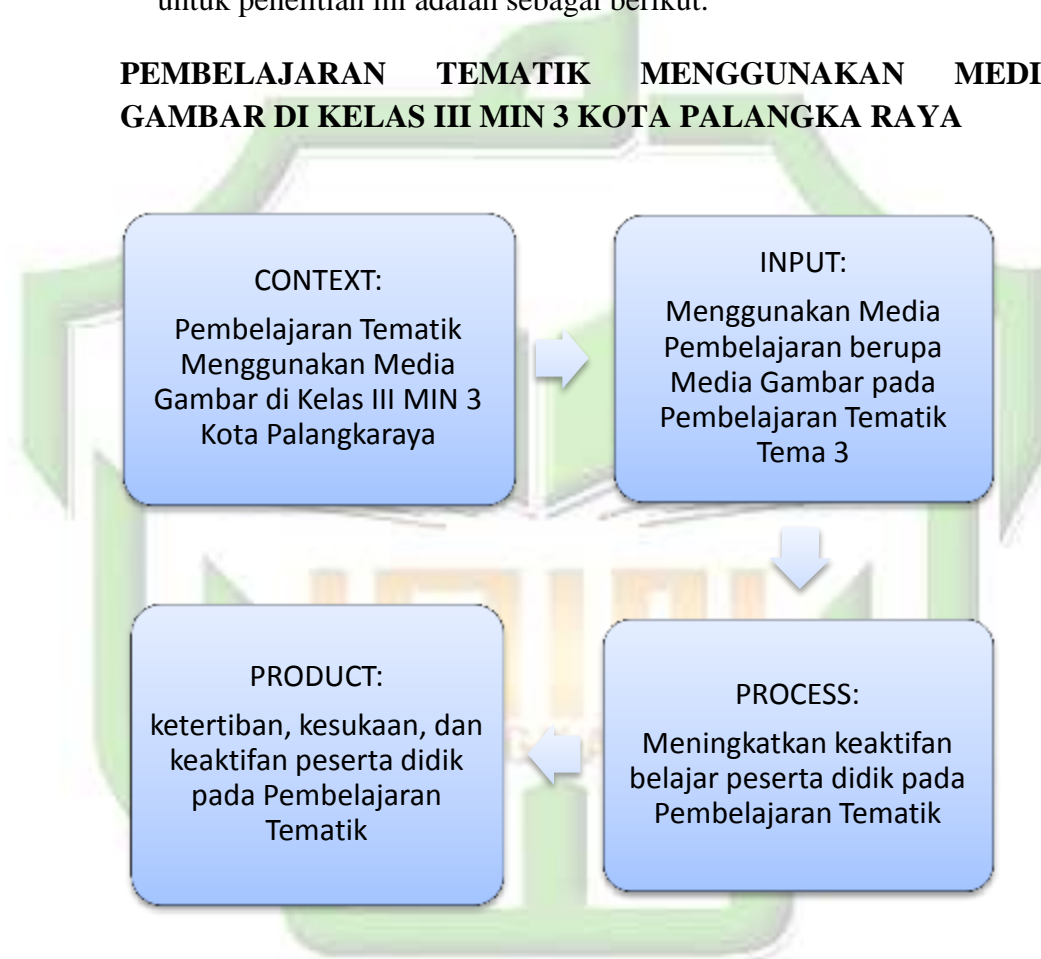 untuk penelitian ini adalah sebagai berikut.
PEMBELAJARAN TEMATIK MENGGUNAKAN MEDI
GAMBAR DI KELAS III MIN 3 KOTA PALANGKA RAYA
CONTEXT:
Pembelajaran Tematik
Menggunakan Media
Gambar di Kelas III MIN 3
Kota Palangkaraya
INPUT:
Menggunakan Media
Pembelajaran berupa
Media Gambar pada
Pembelajaran Tematik
Tema 3
PROCESS:
Meningkatkan keaktifan
belajar peserta didik pada
Pembelajaran Tematik
PRODUCT:
ketertiban, kesukaan, dan
keaktifan peserta didik
pada Pembelajaran
Tematik